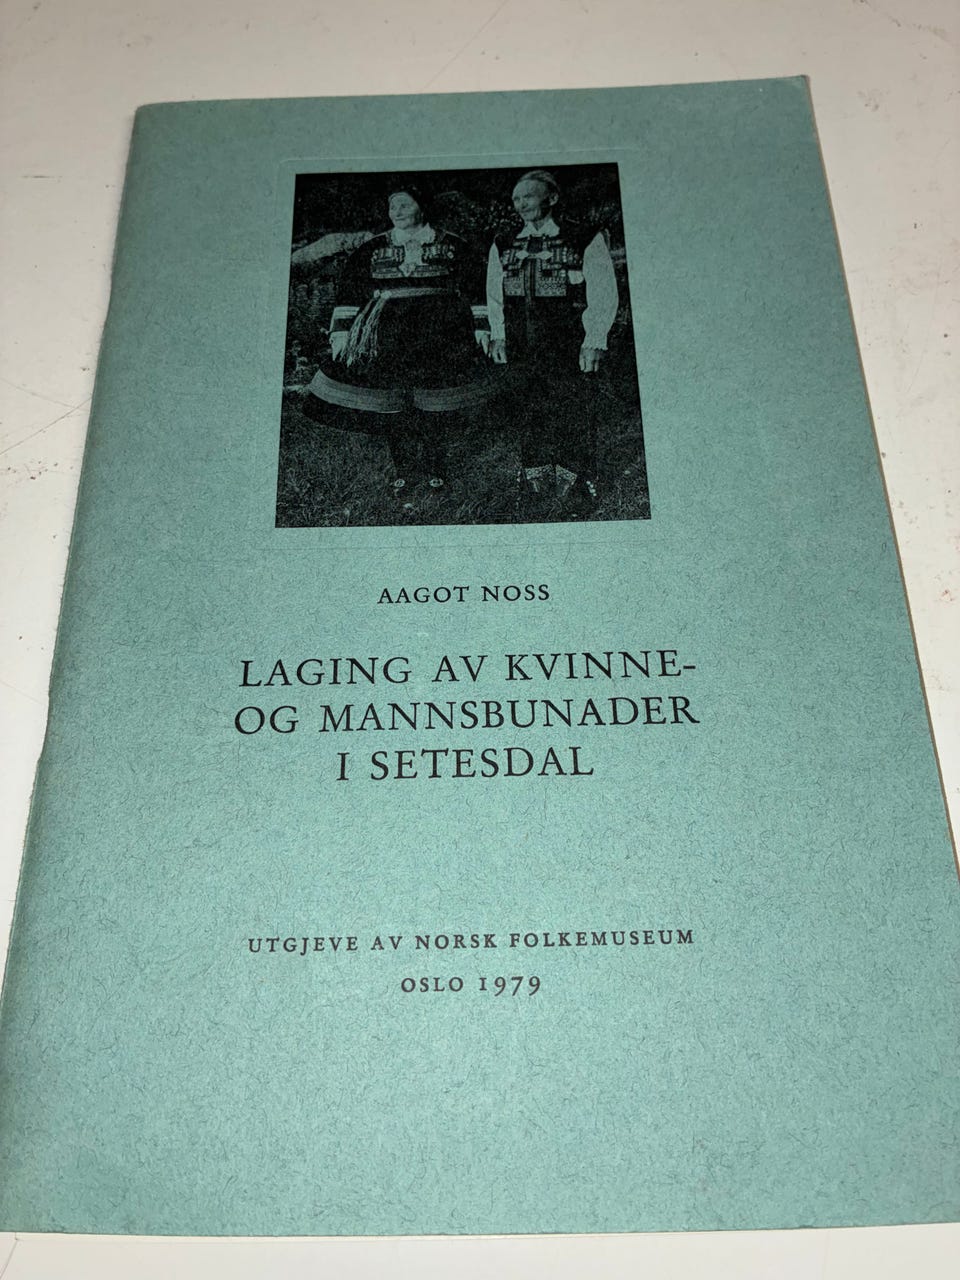 AAGOT NOSS
LAGING AV KVINNE-
OG MANNSBUNADER
I SETESDAL
UTGJEVE AV NORSK FOLKEMUSEUM
OSLO 1979